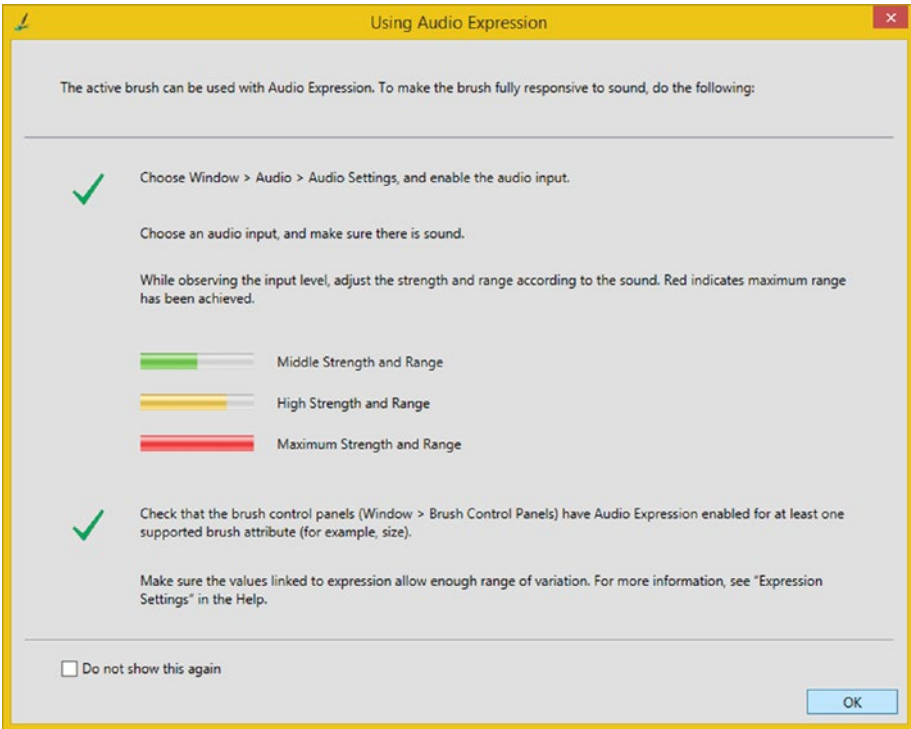 Using Audio Expression
The active brush can be used with Audio Expression. To make the brush fully responsive to sound, do the following:
Choose Window > Audio > Audio Settings, and enable the audio input.
Choose an audio input, and make sure there is sound.
While observing the input level, adjust the strength and range according to the sound. Red indicates maximum range
has been achieved.
Middle Strength and Range
High Strength and Range
Maximum Strength and Range
Check that the brush control panels (Window > Brush Control Panels) have Audio Expression enabled for at least one
supported brush attribute (for example, size).
Make sure the values linked to expression allow enough range of variation. For more information, see “Expression
Settings” in the Help.
Do not show this again
OK